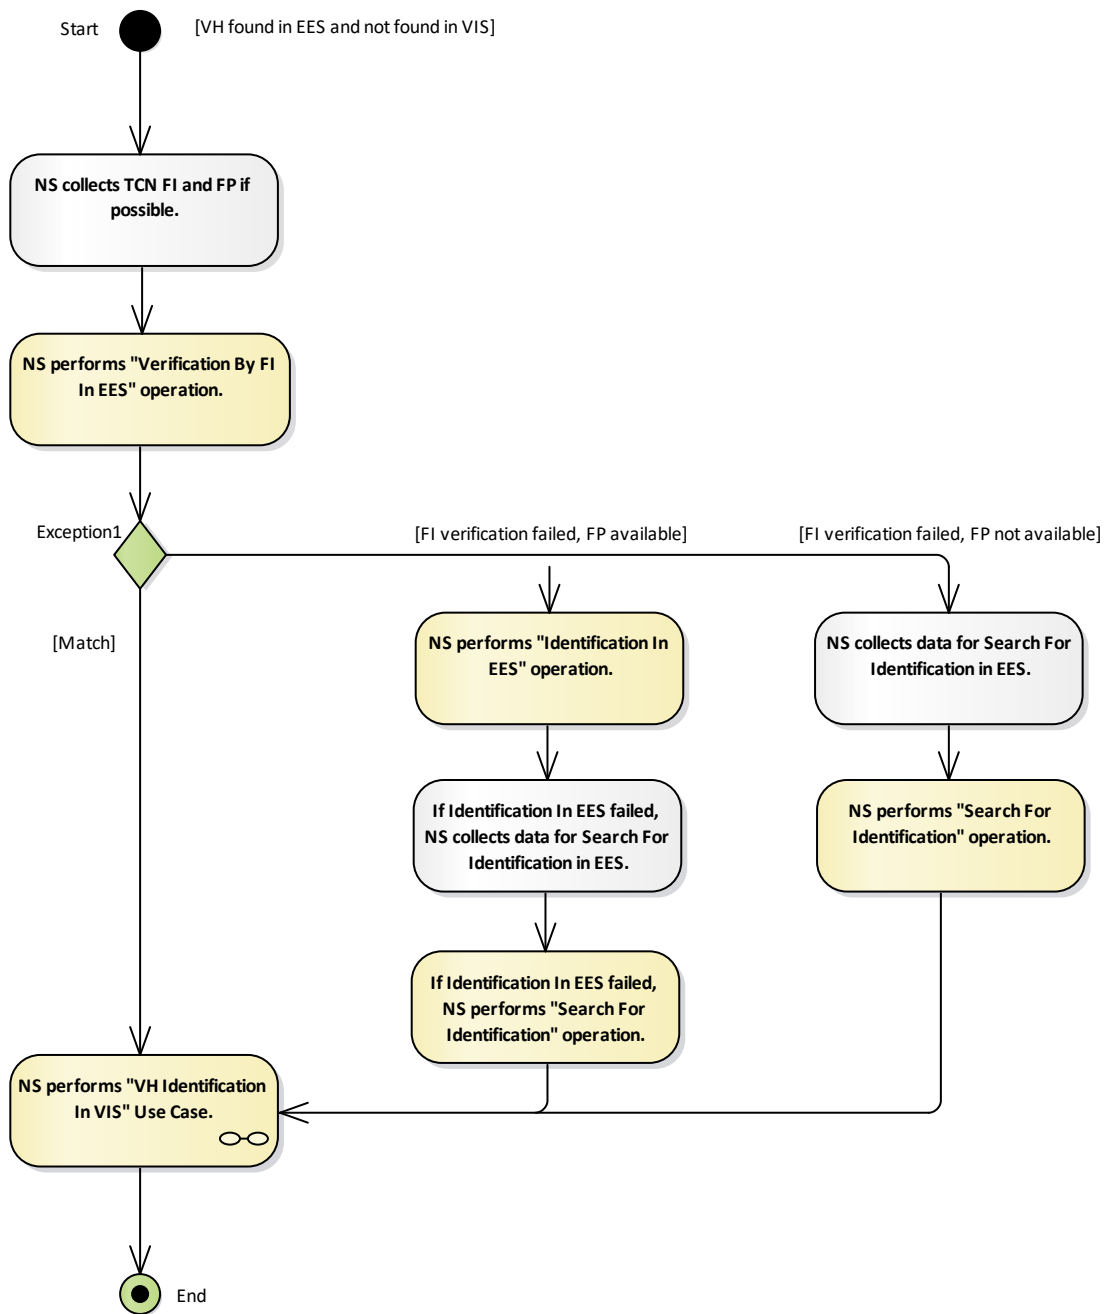 Start
[VH found in EES and not found in VIS]
NS collects TCN FI and FP if
possible.
NS performs "Verification By FI
In EES" operation.
Exception1
[FI verification failed, FP available]
[FI verification failed, FP not available]
[Match]
NS performs "Identification In
EES" operation.
NS collects data for Search For
Identification in EES.
If Identification In EES failed,
NS collects data for Search For
Identification in EES.
NS performs "Search For
Identification" operation.
If Identification In EES failed,
NS performs "Search For
Identification" operation.
NS performs "VH Identification
In VIS" Use Case.
End